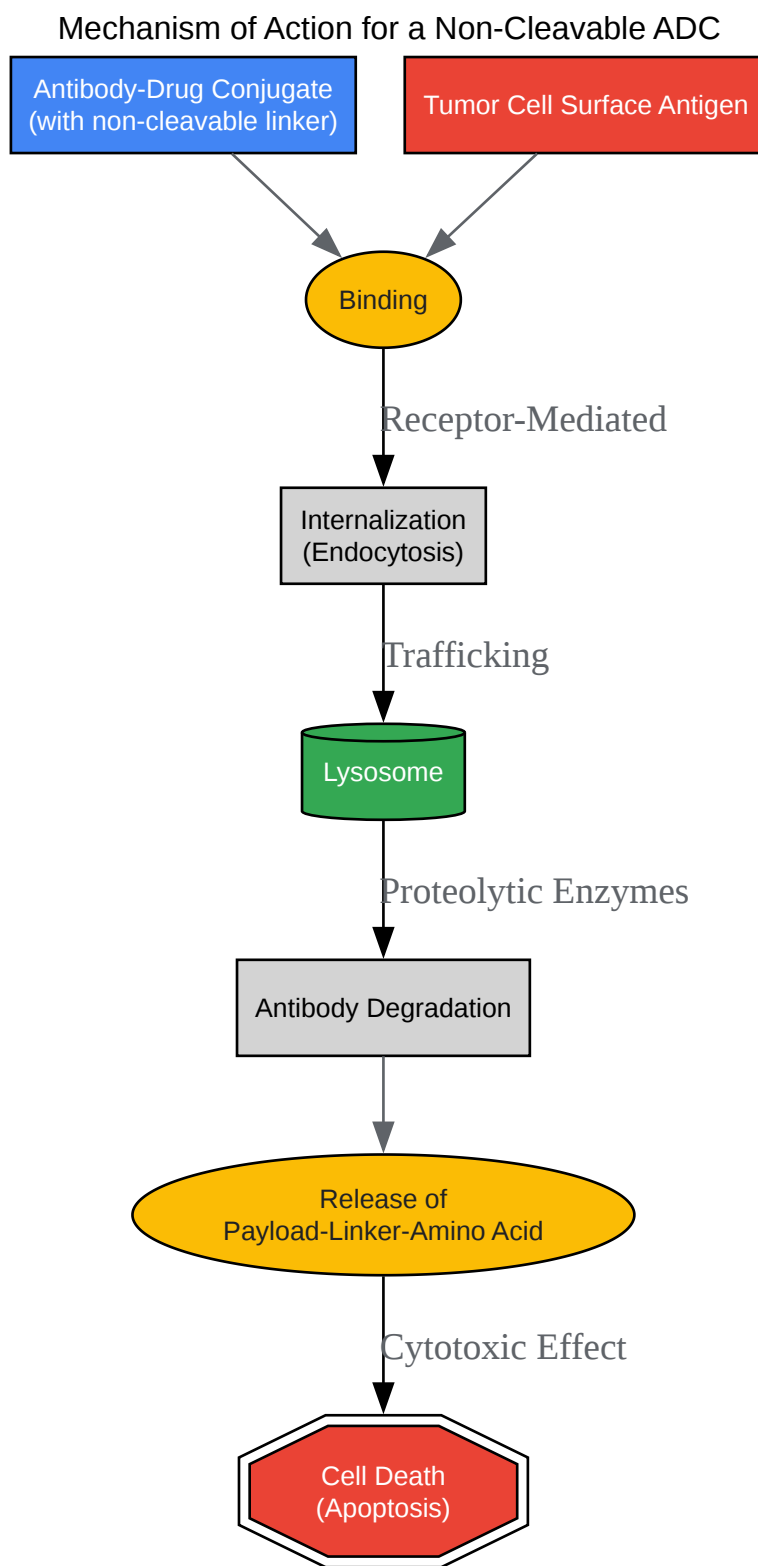 Mechanism of Action for a Non-Cleavable ADC
Antibody-Drug Conjugate
(with non-cleavable linker)
Tumor Cell Surface Antigen
Binding
Receptor-Mediated
Internalization
(Endocytosis)
Trafficking
Lysosome
Proteolytic Enzymes
Antibody Degradation
Release of
Payload-Linker-Amino Acid
Cytotoxic Effect
Cell Death
(Apoptosis)